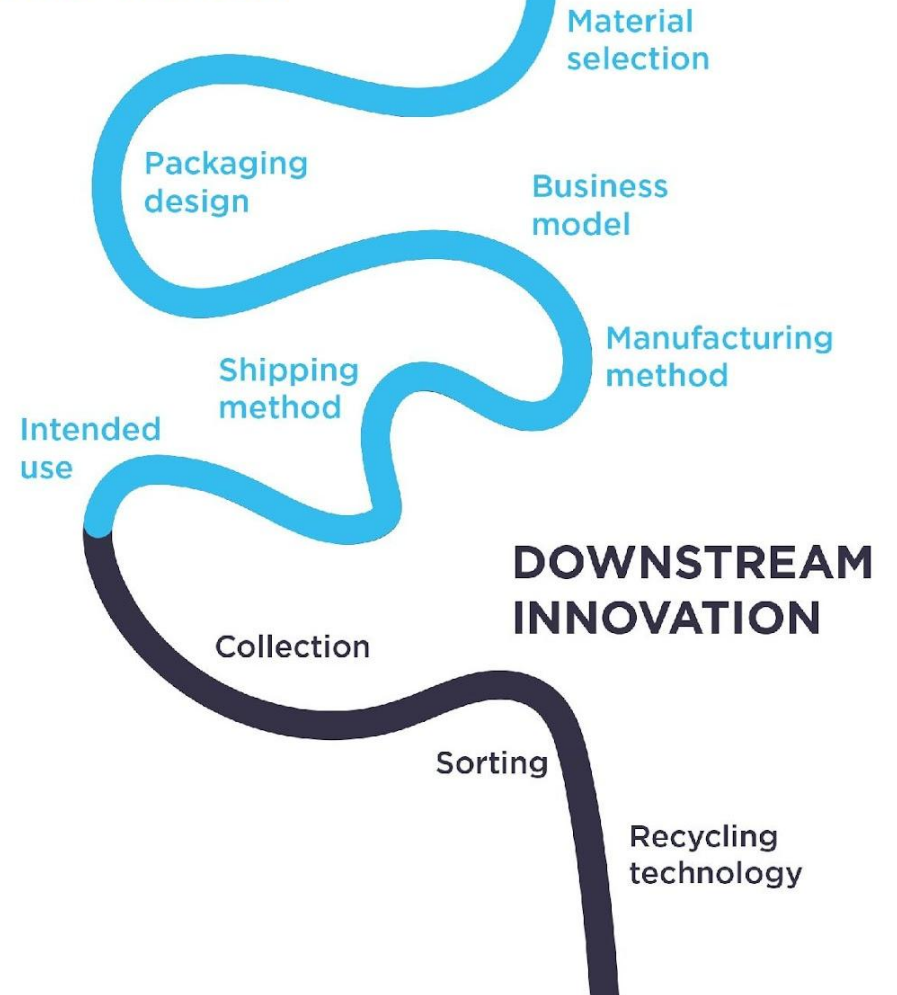 Material
selection
Packaging
design
Business
model
Manufacturing
method
Shipping
method
Intended
use
DOWNSTREAM
INNOVATION
Collection
Sorting
Recycling
technology